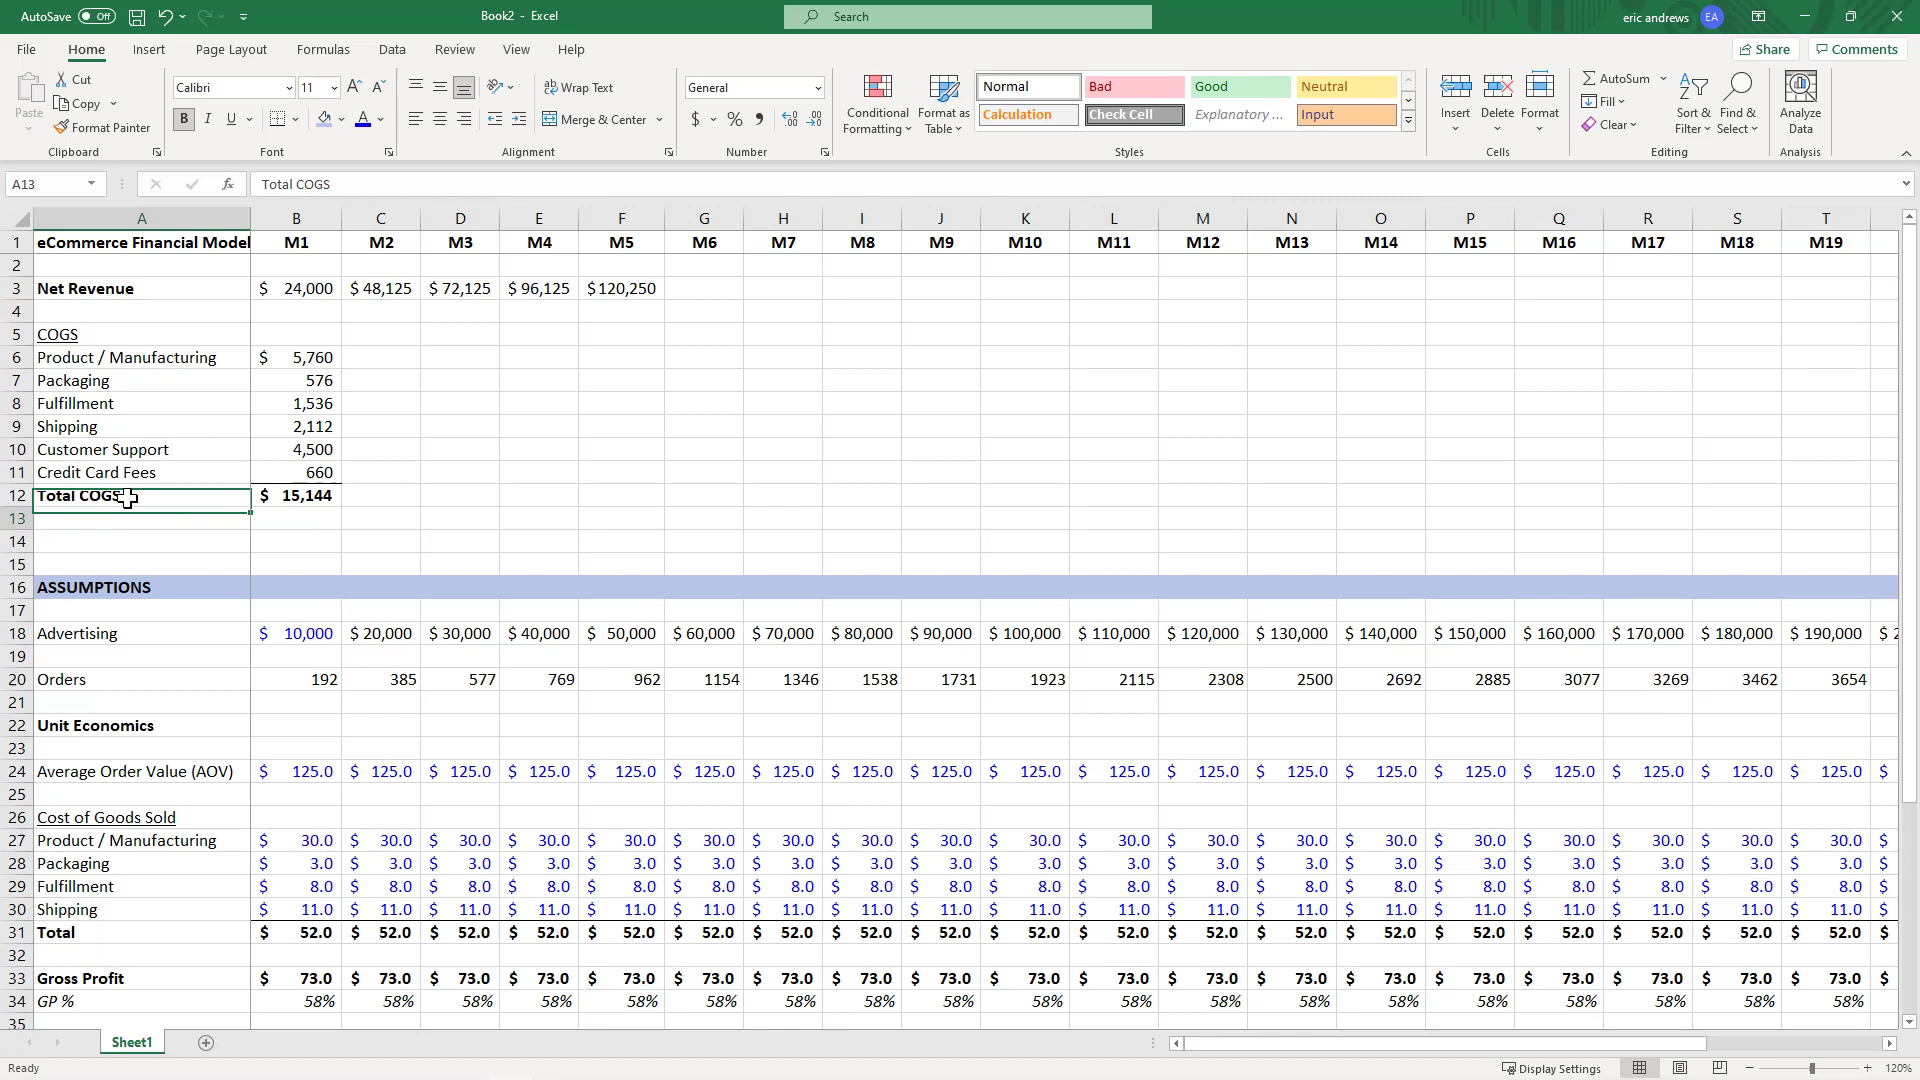 AutoSave Off Book2 - Excel Search eric andrews EA
File Home Insert Page Layout Formulas Data Review View Help Share Comments
Paste Cut Copy Format Painter Clipboard
Calibri 11 B I U A Font
Wrap Text Merge & Center Alignment
General $ % 9 Number
Conditional Formatting Format as Table Normal Bad Good Neutral Calculation Check Cell Explanatory ... Input Styles
Insert Delete Format Cells
AutoSum Fill Clear Sort & Filter Find & Select Editing
Analyze Data Analysis
A13 fx Total COGS
A B C D E F G H I J K L M N O P Q R S T
1 eCommerce Financial Model M1 M2 M3 M4 M5 M6 M7 M8 M9 M10 M11 M12 M13 M14 M15 M16 M17 M18 M19
2
3 Net Revenue $ 24,000 $ 48,125 $ 72,125 $ 96,125 $ 120,250
4
5 COGS
6 Product / Manufacturing $ 5,760
7 Packaging 576
8 Fulfillment 1,536
9 Shipping 2,112
10 Customer Support 4,500
11 Credit Card Fees 660
12 Total COGS $ 15,144
13
14
15
16 ASSUMPTIONS
17
18 Advertising $ 10,000 $ 20,000 $ 30,000 $ 40,000 $ 50,000 $ 60,000 $ 70,000 $ 80,000 $ 90,000 $ 100,000 $ 110,000 $ 120,000 $ 130,000 $ 140,000 $ 150,000 $ 160,000 $ 170,000 $ 180,000 $ 190,000 $ 2
19
20 Orders 192 385 577 769 962 1154 1346 1538 1731 1923 2115 2308 2500 2692 2885 3077 3269 3462 3654
21
22 Unit Economics
23
24 Average Order Value (AOV) $ 125.0 $ 125.0 $ 125.0 $ 125.0 $ 125.0 $ 125.0 $ 125.0 $ 125.0 $ 125.0 $ 125.0 $ 125.0 $ 125.0 $ 125.0 $ 125.0 $ 125.0 $ 125.0 $ 125.0 $ 125.0 $ 125.0 $
25
26 Cost of Goods Sold
27 Product / Manufacturing $ 30.0 $ 30.0 $ 30.0 $ 30.0 $ 30.0 $ 30.0 $ 30.0 $ 30.0 $ 30.0 $ 30.0 $ 30.0 $ 30.0 $ 30.0 $ 30.0 $ 30.0 $ 30.0 $ 30.0 $ 30.0 $ 30.0 $
28 Packaging $ 3.0 $ 3.0 $ 3.0 $ 3.0 $ 3.0 $ 3.0 $ 3.0 $ 3.0 $ 3.0 $ 3.0 $ 3.0 $ 3.0 $ 3.0 $ 3.0 $ 3.0 $ 3.0 $ 3.0 $ 3.0 $ 3.0 $
29 Fulfillment $ 8.0 $ 8.0 $ 8.0 $ 8.0 $ 8.0 $ 8.0 $ 8.0 $ 8.0 $ 8.0 $ 8.0 $ 8.0 $ 8.0 $ 8.0 $ 8.0 $ 8.0 $ 8.0 $ 8.0 $ 8.0 $ 8.0 $
30 Shipping $ 11.0 $ 11.0 $ 11.0 $ 11.0 $ 11.0 $ 11.0 $ 11.0 $ 11.0 $ 11.0 $ 11.0 $ 11.0 $ 11.0 $ 11.0 $ 11.0 $ 11.0 $ 11.0 $ 11.0 $ 11.0 $ 11.0 $
31 Total $ 52.0 $ 52.0 $ 52.0 $ 52.0 $ 52.0 $ 52.0 $ 52.0 $ 52.0 $ 52.0 $ 52.0 $ 52.0 $ 52.0 $ 52.0 $ 52.0 $ 52.0 $ 52.0 $ 52.0 $ 52.0 $ 52.0 $
32
33 Gross Profit $ 73.0 $ 73.0 $ 73.0 $ 73.0 $ 73.0 $ 73.0 $ 73.0 $ 73.0 $ 73.0 $ 73.0 $ 73.0 $ 73.0 $ 73.0 $ 73.0 $ 73.0 $ 73.0 $ 73.0 $ 73.0 $ 73.0 $
34 GP % 58% 58% 58% 58% 58% 58% 58% 58% 58% 58% 58% 58% 58% 58% 58% 58% 58% 58% 58%
35
Sheet1
Ready Display Settings 120%